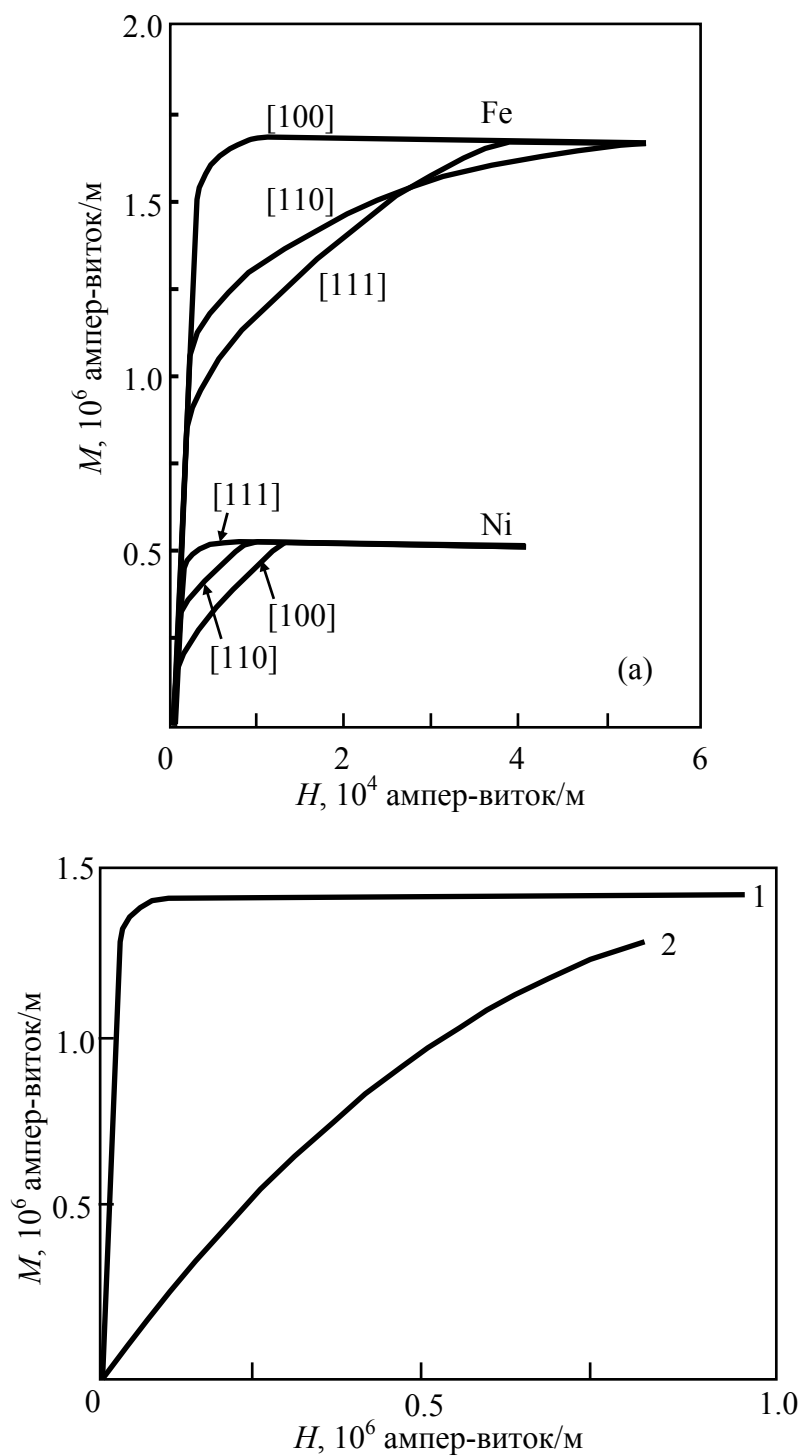 2.0
[100]
Fe
1.5
[110]
[111]
M, 10⁶ ампер-виток/м
1.0
[111]
Ni
0.5
[100]
[110]
(а)
0 2 4 6
H, 10⁴ ампер-виток/м
1.5
1
2
M, 10⁶ ампер-виток/м
1.0
0.5
0 0.5 1.0
H, 10⁶ ампер-виток/м